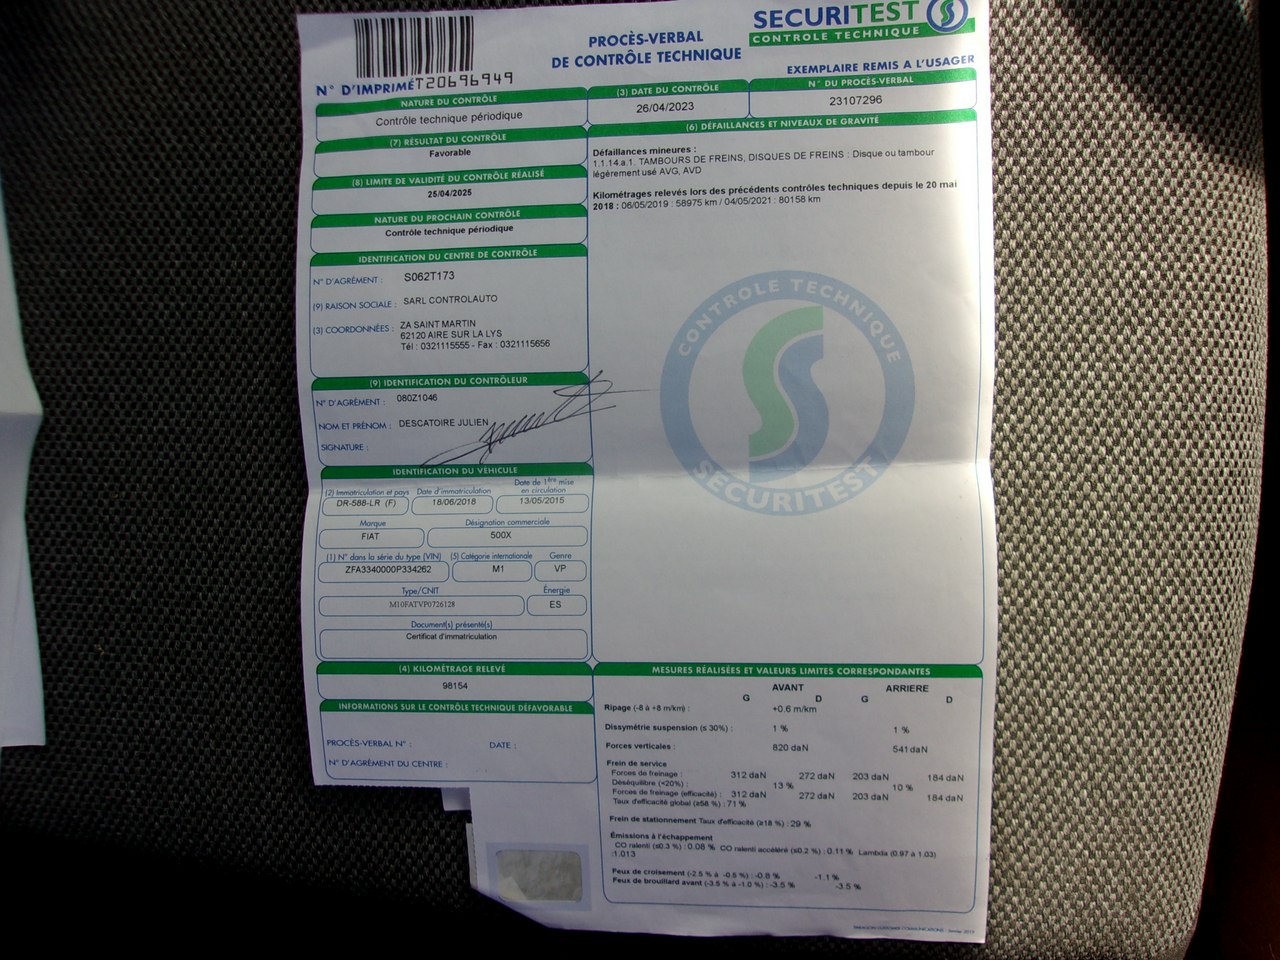 SECURITEST
CONTROLE TECHNIQUE
PROCÈS-VERBAL
DE CONTRÔLE TECHNIQUE
EXEMPLAIRE REMIS A L'USAGER
N° D'IMPRIMÉ T20696949
NATURE DU CONTRÔLE
Contrôle technique périodique
(3) DATE DU CONTRÔLE
26/04/2023
N° DU PROCÈS-VERBAL
23107296
(7) RÉSULTAT DU CONTRÔLE
Favorable
(8) LIMITE DE VALIDITÉ DU CONTRÔLE RÉALISÉ
25/04/2025
NATURE DU PROCHAIN CONTRÔLE
Contrôle technique périodique
IDENTIFICATION DU CENTRE DE CONTRÔLE
N° D'AGRÉMENT : S062T173
(9) RAISON SOCIALE : SARL CONTROLAUTO
(3) COORDONNÉES : ZA SAINT MARTIN
62120 AIRE SUR LA LYS
Tél : 0321115555 - Fax : 0321115656
(9) IDENTIFICATION DU CONTRÔLEUR
N° D'AGRÉMENT : 080Z1046
NOM ET PRÉNOM : DESCATOIRE JULIEN
SIGNATURE :
IDENTIFICATION DU VÉHICULE
(2) Immatriculation et pays Date d'immatriculation Date de 1ère mise en circulation
DR-588-LR (F) 18/06/2018 13/05/2015
Marque Désignation commerciale
FIAT 500X
(1) N° dans la série du type (VIN) (5) Catégorie internationale Genre
ZFA3340000P334262 M1 VP
Type/CNIT Énergie
M10FATVP0726128 ES
Document(s) présenté(s)
Certificat d'immatriculation
(4) KILOMÉTRAGE RELEVÉ
98154
INFORMATIONS SUR LE CONTRÔLE TECHNIQUE DÉFAVORABLE
PROCÈS-VERBAL N° : DATE :
N° D'AGRÉMENT DU CENTRE :
(6) DÉFAILLANCES ET NIVEAUX DE GRAVITÉ
Défaillances mineures :
1.1.14.a.1. TAMBOURS DE FREINS, DISQUES DE FREINS : Disque ou tambour
légèrement usé AVG, AVD
Kilométrages relevés lors des précédents contrôles techniques depuis le 20 mai
2018 : 06/05/2019 : 58975 km / 04/05/2021 : 80158 km
CONTROLE TECHNIQUE
SECURITEST
MESURES RÉALISÉES ET VALEURS LIMITES CORRESPONDANTES
AVANT ARRIERE
G D G D
Ripage (-8 à +8 m/km) : +0.6 m/km
Dissymétrie suspension (≤ 30%) : 1 % 1 %
Forces verticales : 820 daN 541 daN
Frein de service
Forces de freinage : 312 daN 272 daN 203 daN 184 daN
Déséquilibre (<20%) : 13 % 10 %
Forces de freinage (efficacité) : 312 daN 272 daN 203 daN 184 daN
Taux d'efficacité global (≥58 %) : 71 %
Frein de stationnement Taux d'efficacité (≥18 %) : 29 %
Émissions à l'échappement
CO ralenti (≤0.3 %) : 0.08 % CO ralenti accéléré (≤0.2 %) : 0.11 % Lambda (0.97 à 1.03)
:1.013
Feux de croisement (-2.5 % à -0.5 %) : -0.8 % -1.1 %
Feux de brouillard avant (-3.5 % à -1.0 %) : -3.5 % -3.5 %